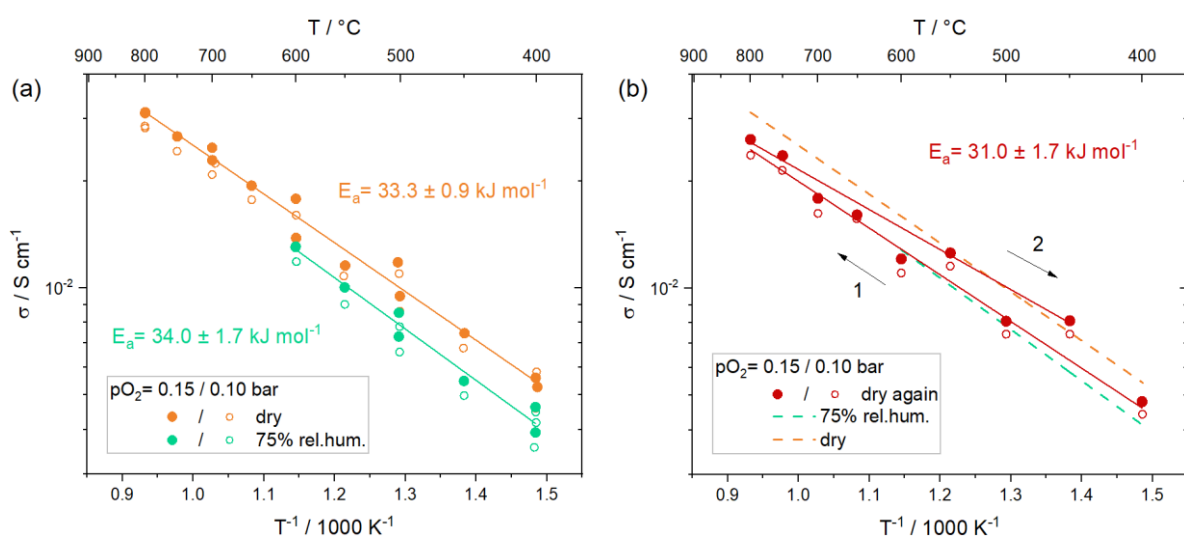 T / °C
900 800 700 600 500 400
(a)
Eₐ= 33.3 ± 0.9 kJ mol⁻¹
σ / S cm⁻¹
10⁻²
Eₐ= 34.0 ± 1.7 kJ mol⁻¹
pO₂= 0.15 / 0.10 bar
/ dry
/ 75% rel.hum.
0.9 1.0 1.1 1.2 1.3 1.4 1.5
T⁻¹ / 1000 K⁻¹
T / °C
900 800 700 600 500 400
(b)
Eₐ= 31.0 ± 1.7 kJ mol⁻¹
2
1
σ / S cm⁻¹
10⁻²
pO₂= 0.15 / 0.10 bar
/ dry again
75% rel.hum.
dry
0.9 1.0 1.1 1.2 1.3 1.4 1.5
T⁻¹ / 1000 K⁻¹